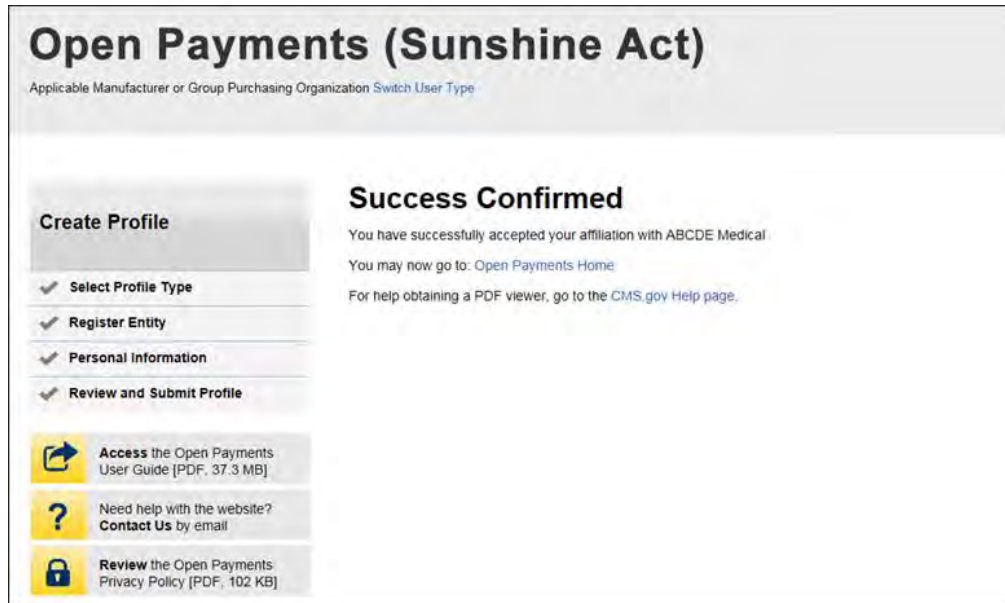 Open Payments (Sunshine Act)
Applicable Manufacturer or Group Purchasing Organization Switch User Type
Create Profile
Select Profile Type
Register Entity
Personal Information
Review and Submit Profile
Access the Open Payments
User Guide [PDF, 37.3 MB]
Need help with the website?
Contact Us by email
Review the Open Payments
Privacy Policy [PDF, 102 KB]
Success Confirmed
You have successfully accepted your affiliation with ABCDE Medical
You may now go to: Open Payments Home
For help obtaining a PDF viewer, go to the CMS.gov Help page.